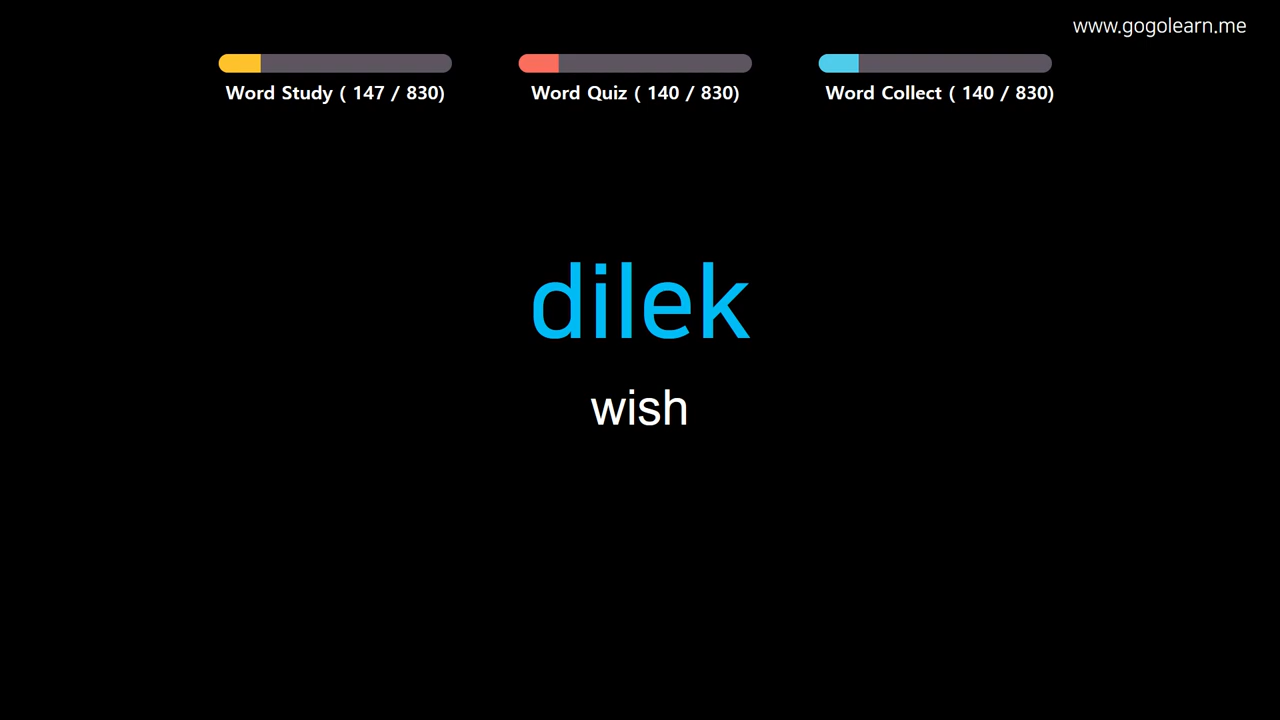 www.gogolearn.me
Word Study ( 147 / 830)
Word Quiz ( 140 / 830)
Word Collect ( 140 / 830)
dilek
wish